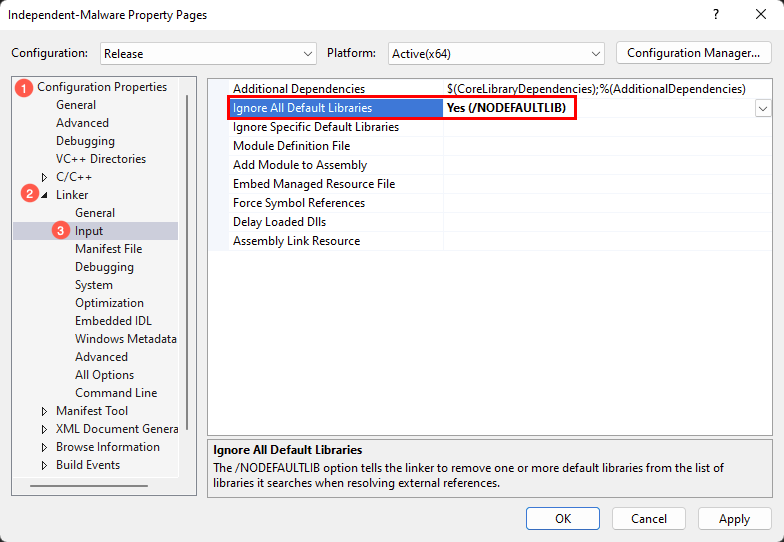 Independent-Malware Property Pages
Configuration: Release Platform: Active(x64) Configuration Manager...
1 Configuration Properties
General
Advanced
Debugging
VC++ Directories
C/C++
2 Linker
General
3 Input
Manifest File
Debugging
System
Optimization
Embedded IDL
Windows Metadata
Advanced
All Options
Command Line
Manifest Tool
XML Document Genera
Browse Information
Build Events
Additional Dependencies $(CoreLibraryDependencies);%(AdditionalDependencies)
Ignore All Default Libraries Yes (/NODEFAULTLIB)
Ignore Specific Default Libraries
Module Definition File
Add Module to Assembly
Embed Managed Resource File
Force Symbol References
Delay Loaded Dlls
Assembly Link Resource
Ignore All Default Libraries
The /NODEFAULTLIB option tells the linker to remove one or more default libraries from the list of
libraries it searches when resolving external references.
OK Cancel Apply